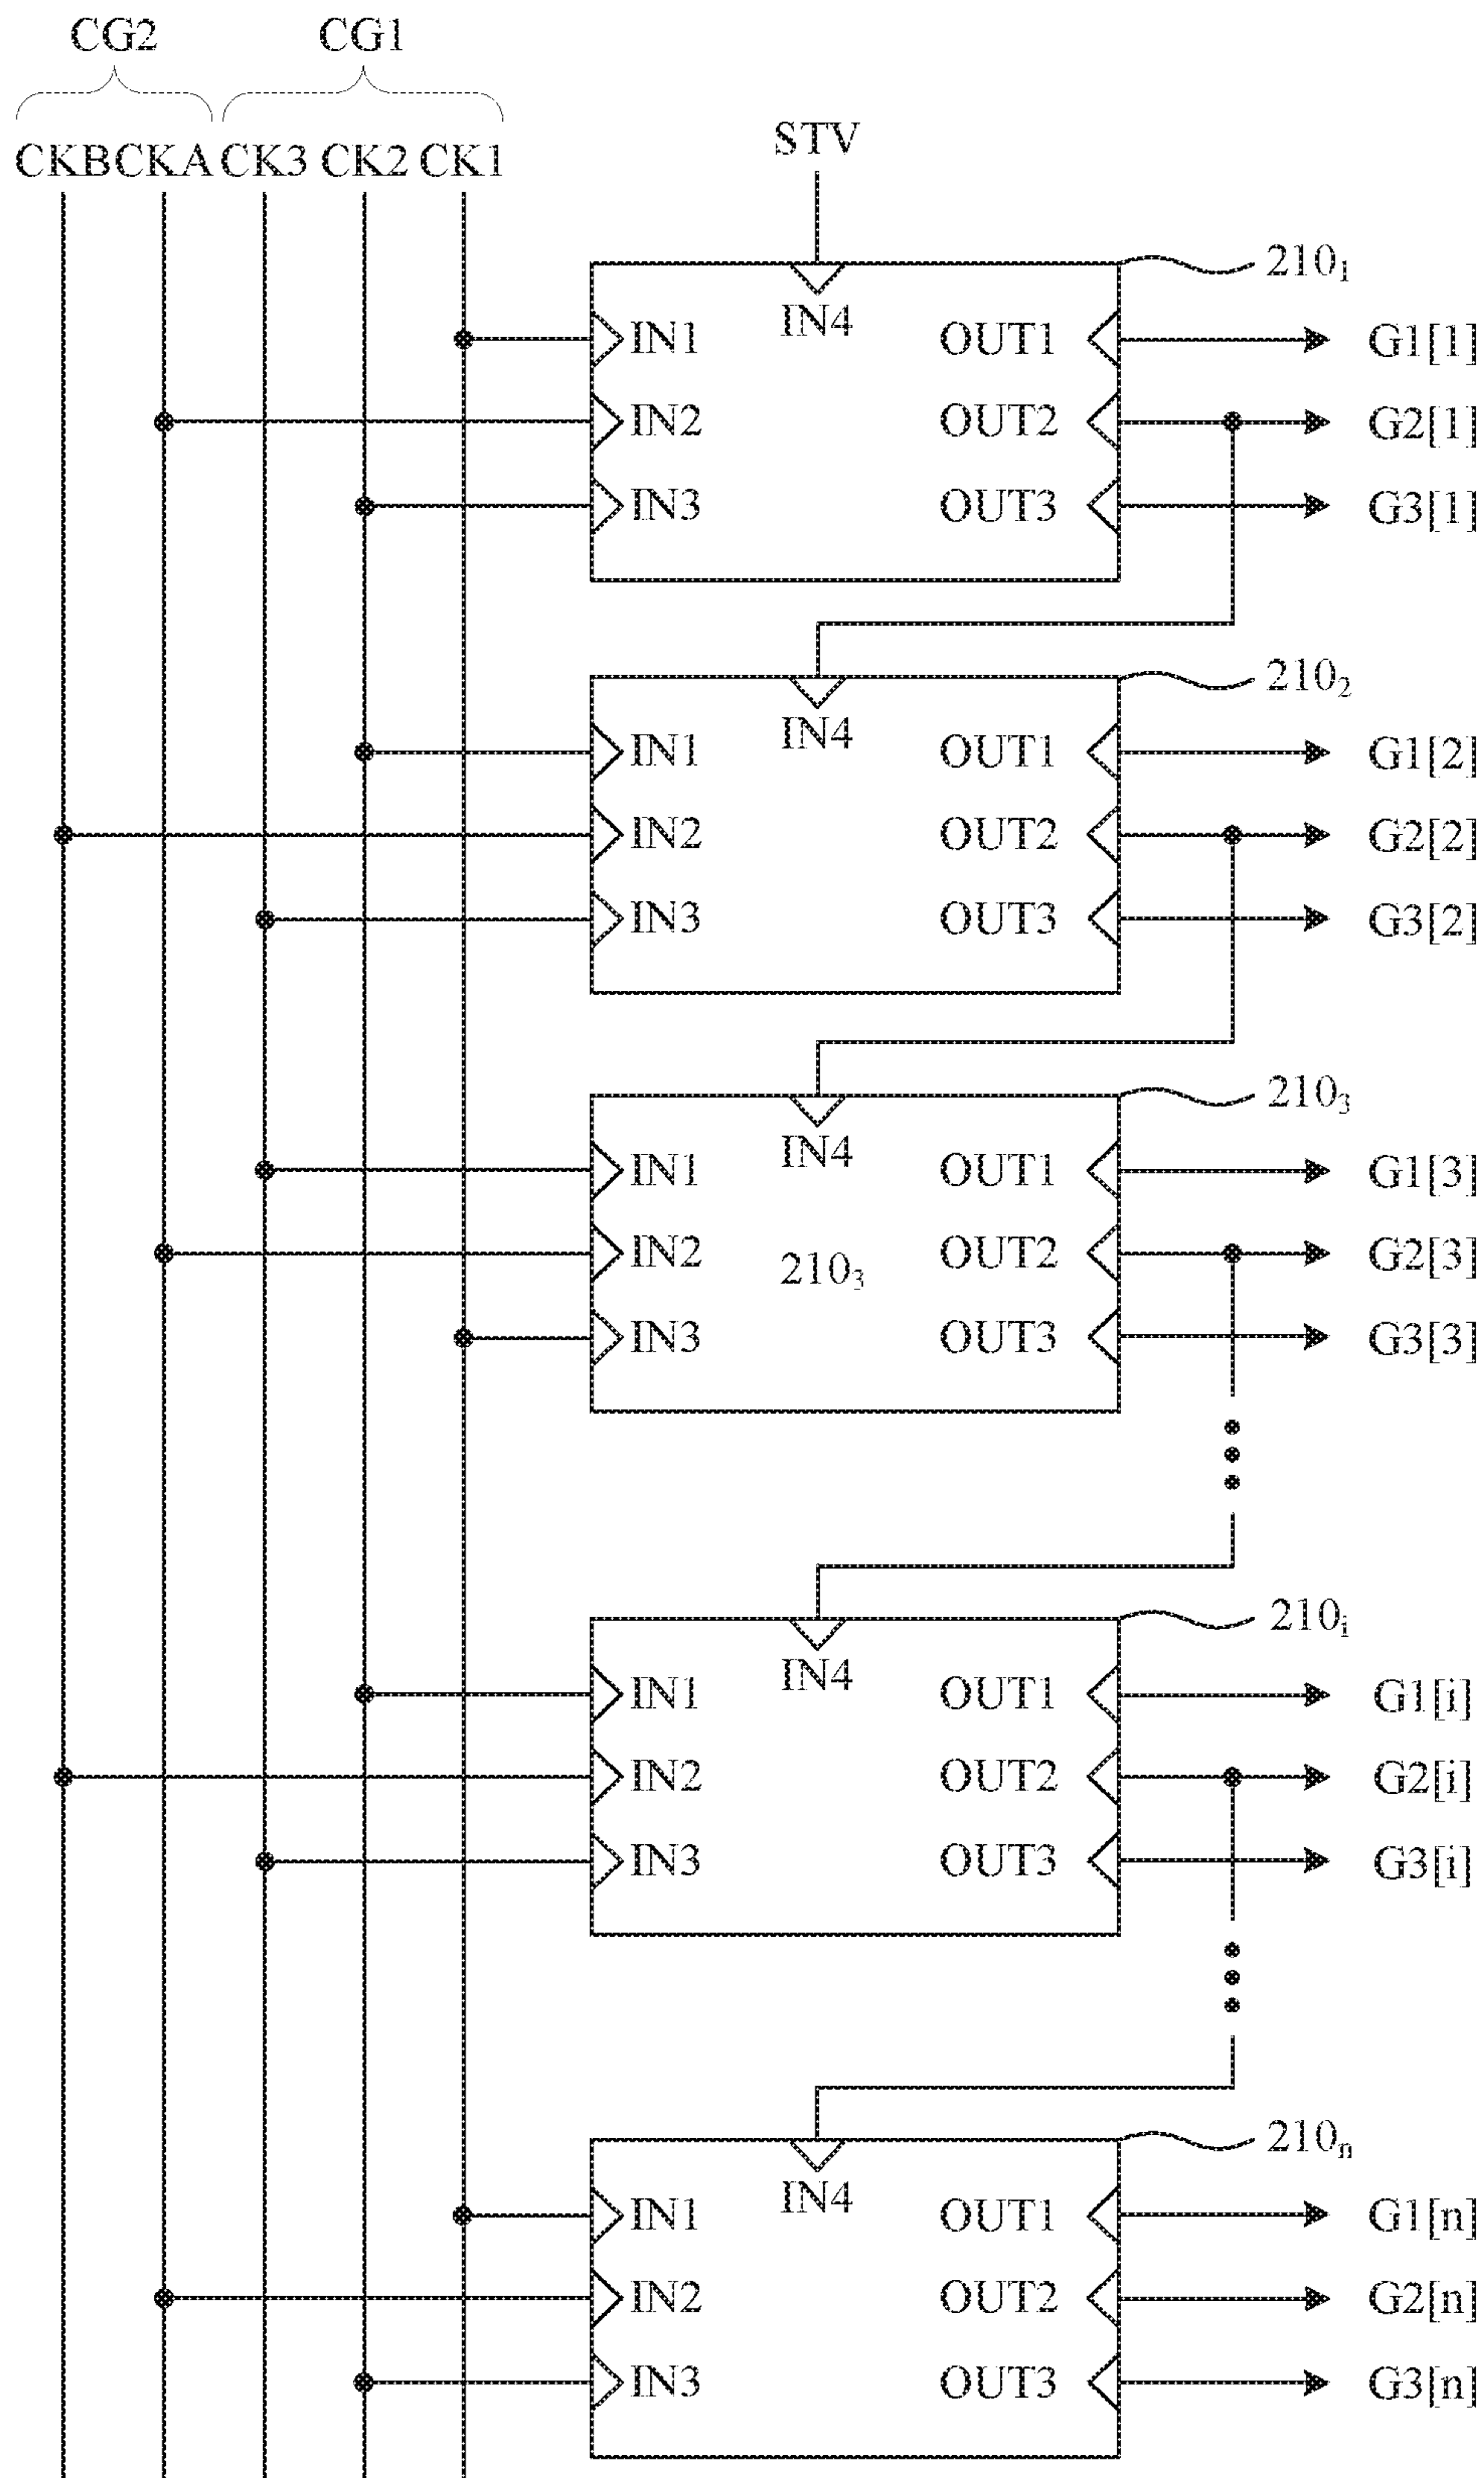 CG2 CG1
CKB CKA CK3 CK2 CK1
STV
210₁
IN4
IN1 OUT1 G1[1]
IN2 OUT2 G2[1]
IN3 OUT3 G3[1]
210₂
IN4
IN1 OUT1 G1[2]
IN2 OUT2 G2[2]
IN3 OUT3 G3[2]
210₃
IN4
IN1 OUT1 G1[3]
IN2 210₃ OUT2 G2[3]
IN3 OUT3 G3[3]
210ᵢ
IN4
IN1 OUT1 G1[i]
IN2 OUT2 G2[i]
IN3 OUT3 G3[i]
210ₙ
IN4
IN1 OUT1 G1[n]
IN2 OUT2 G2[n]
IN3 OUT3 G3[n]